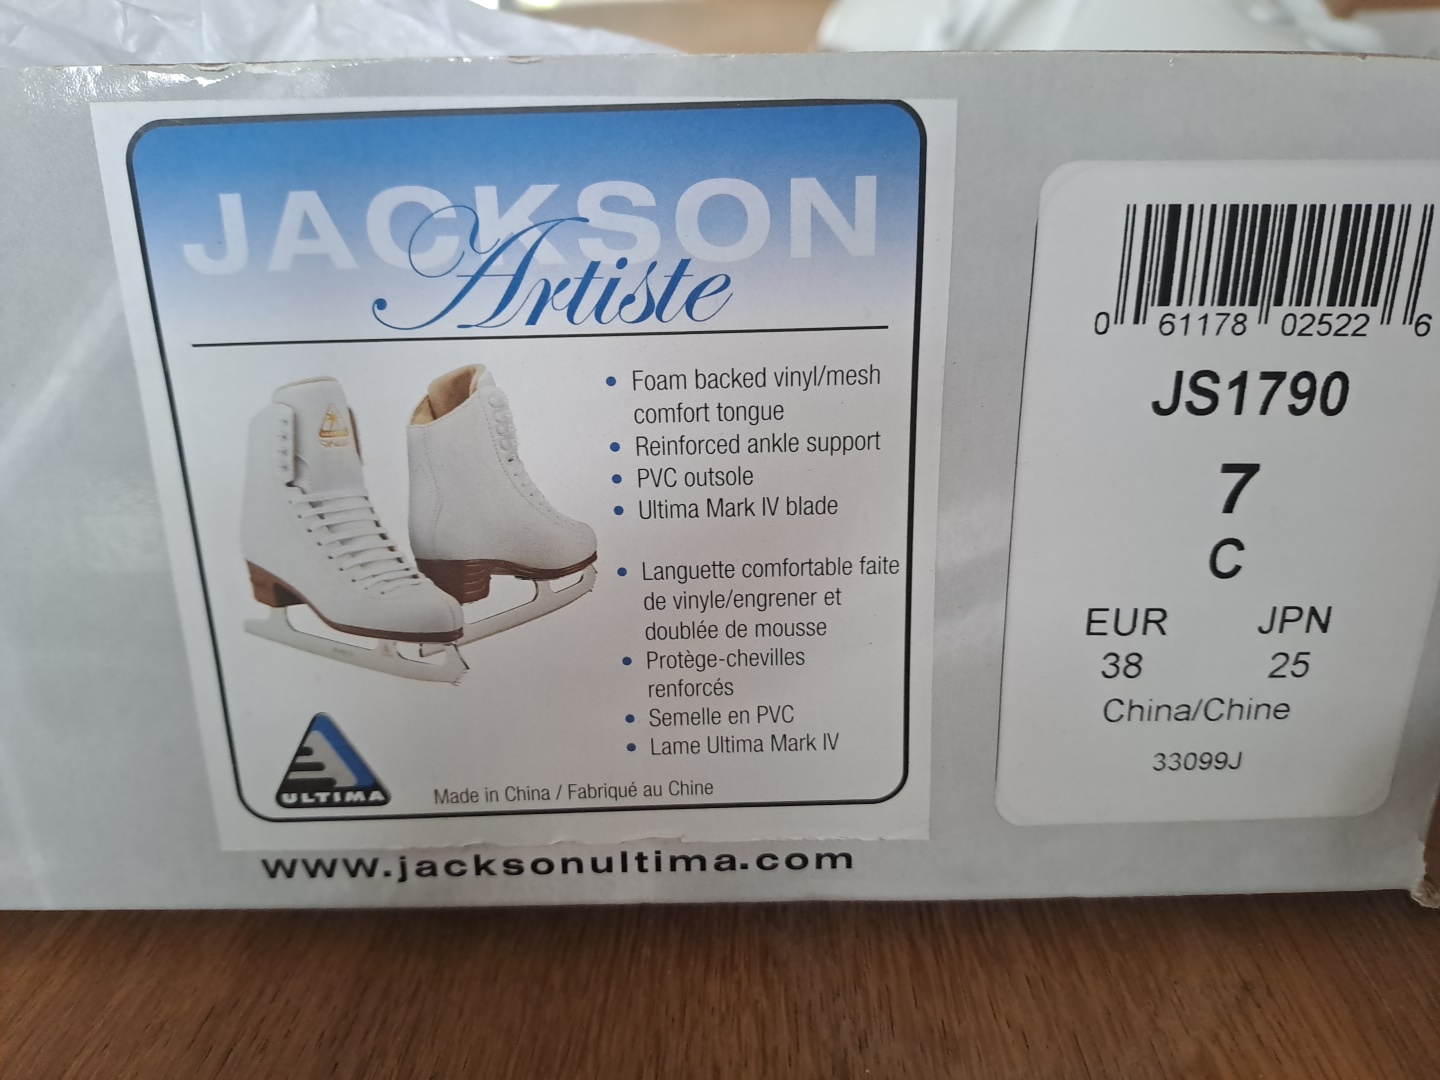 JACKSON
Artiste
Foam backed vinyl/mesh
comfort tongue
Reinforced ankle support
PVC outsole
Ultima Mark IV blade
Languette comfortable faite
de vinyle/engrener et
doublée de mousse
Protège-chevilles
renforcés
Semelle en PVC
Lame Ultima Mark IV
ULTIMA
Made in China / Fabriqué au Chine
www.jacksonultima.com
0 61178 02522 6
JS1790
7
C
EUR JPN
38 25
China/Chine
33099J